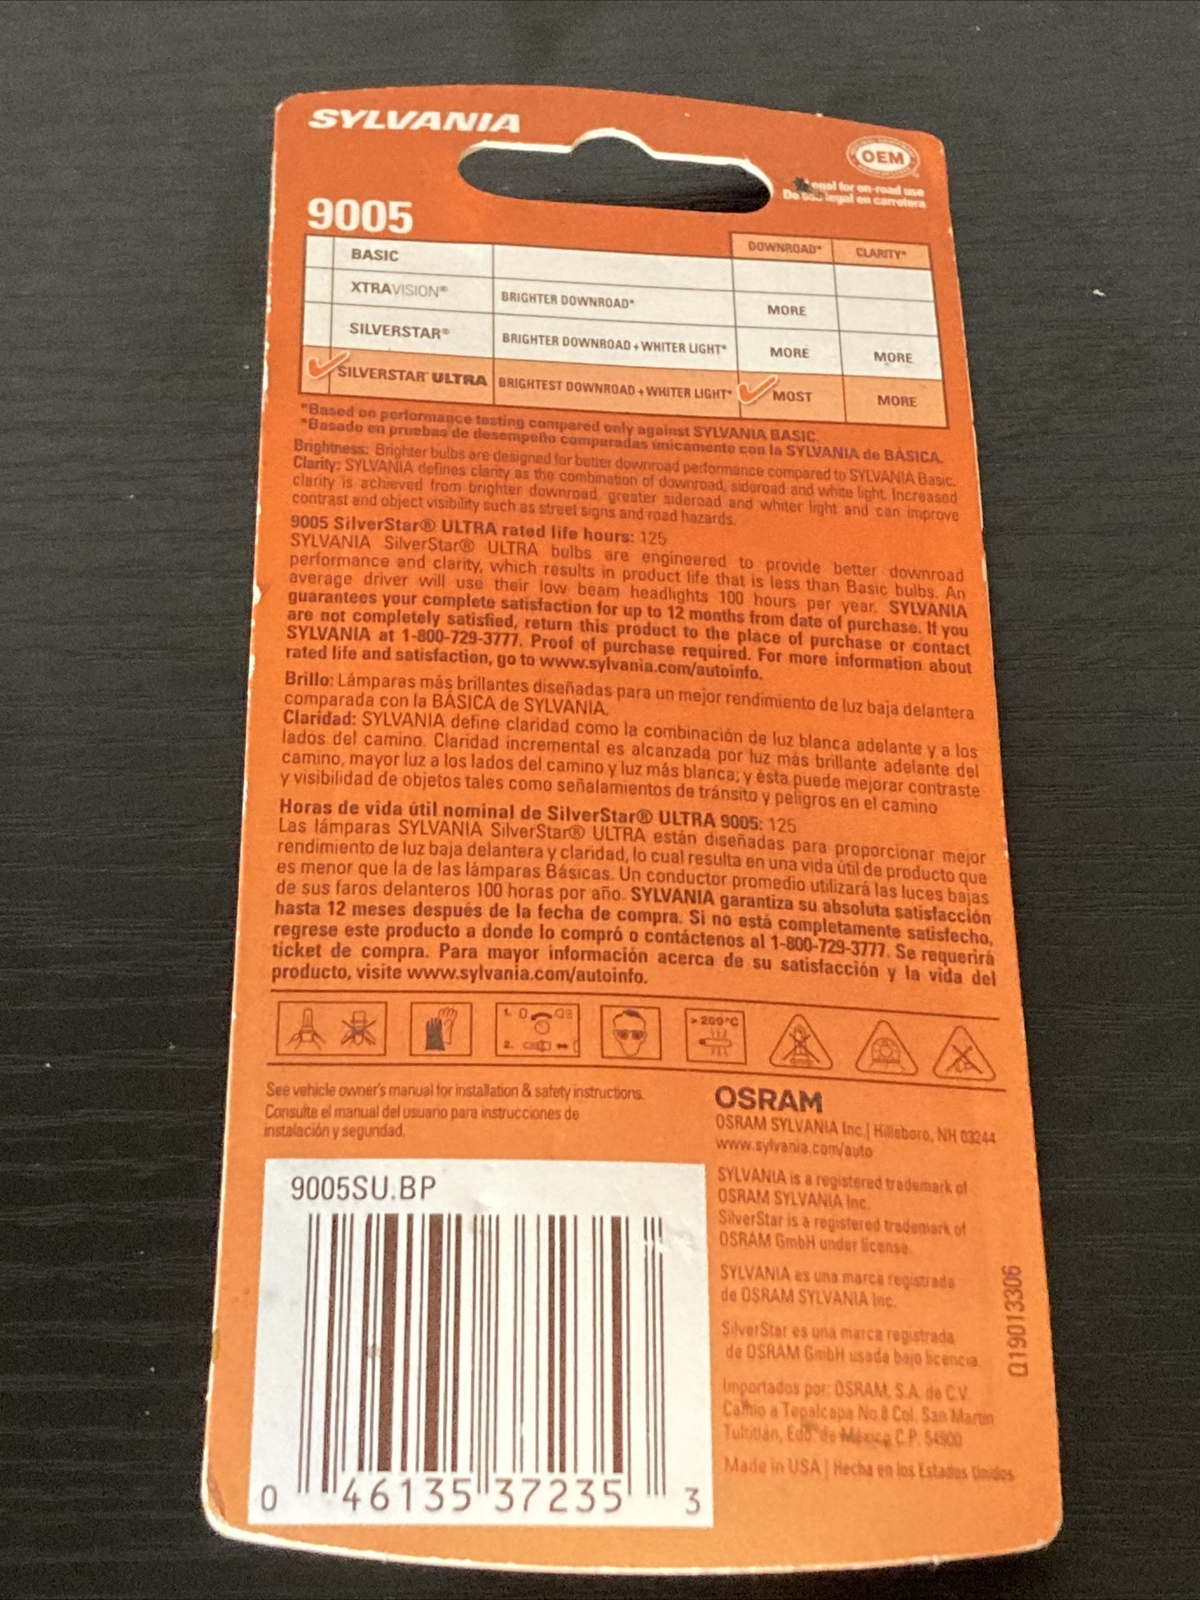 SYLVANIA
OEM
egal for on-road use
De legal en carretera
9005
DOWNROAD* CLARITY*
BASIC
XTRAVISION® BRIGHTER DOWNROAD* MORE
SILVERSTAR® BRIGHTER DOWNROAD + WHITER LIGHT* MORE MORE
SILVERSTAR® ULTRA BRIGHTEST DOWNROAD + WHITER LIGHT* MOST MORE
*Based on performance testing compared only against SYLVANIA BASIC.
*Basado en pruebas de desempeño comparadas únicamente con la SYLVANIA de BÁSICA.
Brightness: Brighter bulbs are designed for better downroad performance compared to SYLVANIA Basic.
Clarity: SYLVANIA defines clarity as the combination of downroad, sideroad and white light. Increased
clarity is achieved from brighter downroad, greater sideroad and whiter light and can improve
contrast and object visibility such as street signs and road hazards.
9005 SilverStar® ULTRA rated life hours: 125
SYLVANIA SilverStar® ULTRA bulbs are engineered to provide better downroad
performance and clarity, which results in product life that is less than Basic bulbs. An
average driver will use their low beam headlights 100 hours per year. SYLVANIA
guarantees your complete satisfaction for up to 12 months from date of purchase. If you
are not completely satisfied, return this product to the place of purchase or contact
SYLVANIA at 1-800-729-3777. Proof of purchase required. For more information about
rated life and satisfaction, go to www.sylvania.com/autoinfo.
Brillo: Lámparas más brillantes diseñadas para un mejor rendimiento de luz baja delantera
comparada con la BÁSICA de SYLVANIA.
Claridad: SYLVANIA define claridad como la combinación de luz blanca adelante y a los
lados del camino. Claridad incremental es alcanzada por luz más brillante adelante del
camino, mayor luz a los lados del camino y luz más blanca; y ésta puede mejorar contraste
y visibilidad de objetos tales como señalamientos de tránsito y peligros en el camino
Horas de vida útil nominal de SilverStar® ULTRA 9005: 125
Las lámparas SYLVANIA SilverStar® ULTRA están diseñadas para proporcionar mejor
rendimiento de luz baja delantera y claridad, lo cual resulta en una vida útil de producto que
es menor que la de las lámparas Básicas. Un conductor promedio utilizará las luces bajas
de sus faros delanteros 100 horas por año. SYLVANIA garantiza su absoluta satisfacción
hasta 12 meses después de la fecha de compra. Si no está completamente satisfecho,
regrese este producto a donde lo compró o contáctenos al 1-800-729-3777. Se requerirá
ticket de compra. Para mayor información acerca de su satisfacción y la vida del
producto, visite www.sylvania.com/autoinfo.
1. 0
2.
> 200°C
See vehicle owner's manual for installation & safety instructions.
Consulte el manual del usuario para instrucciones de
instalación y seguridad.
OSRAM
OSRAM SYLVANIA Inc. | Hillsboro, NH 03244
www.sylvania.com/auto
SYLVANIA is a registered trademark of
OSRAM SYLVANIA Inc.
SilverStar is a registered trademark of
OSRAM GmbH under license.
SYLVANIA es una marca registrada
de OSRAM SYLVANIA Inc.
SilverStar es una marca registrada
de OSRAM GmbH usada bajo licencia.
Importados por: OSRAM, S.A. de C.V.
Camio a Tepalcapa No.8 Col. San Martin
Tultitlán, Edo. de México C.P. 54900
Made in USA | Hecha en los Estados Unidos
Q19013306
9005SU.BP
0 46135 37235 3